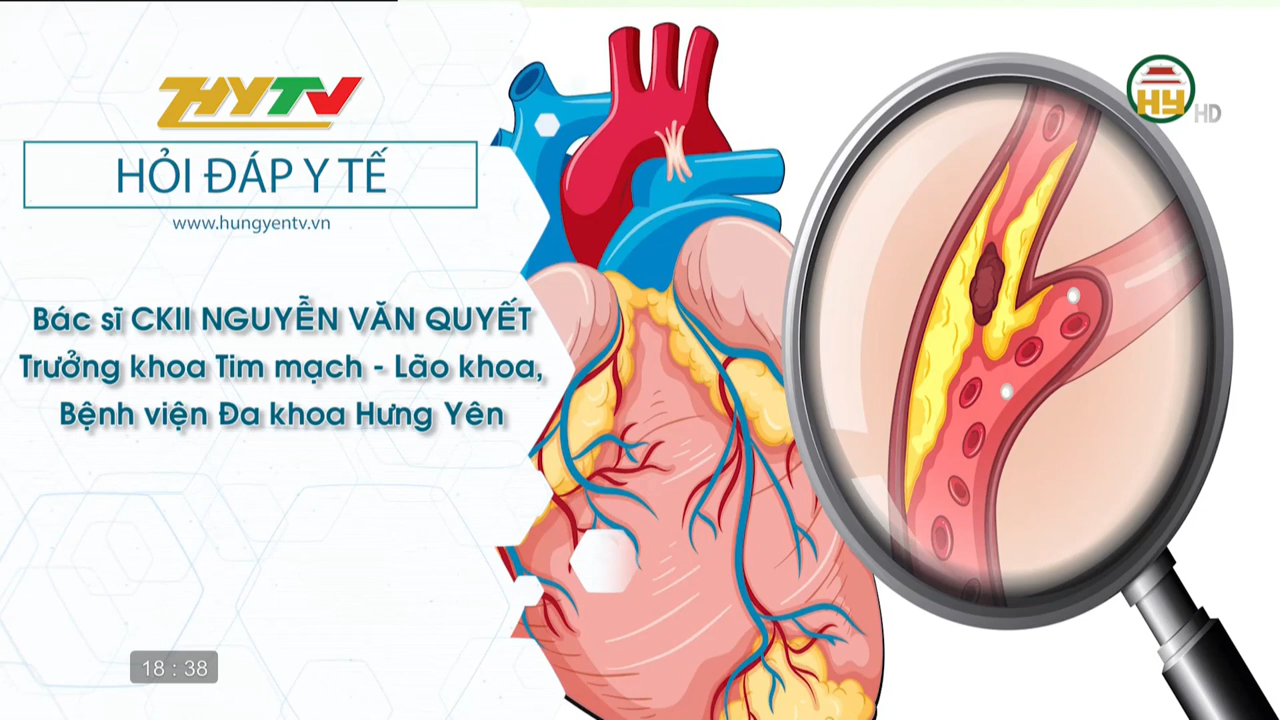 HYTV
HY HD
HỎI ĐÁP Y TẾ
www.hungyentv.vn
Bác sĩ CKII NGUYỄN VĂN QUYẾT
Trưởng khoa Tim mạch - Lão khoa,
Bệnh viện Đa khoa Hưng Yên
18 : 38